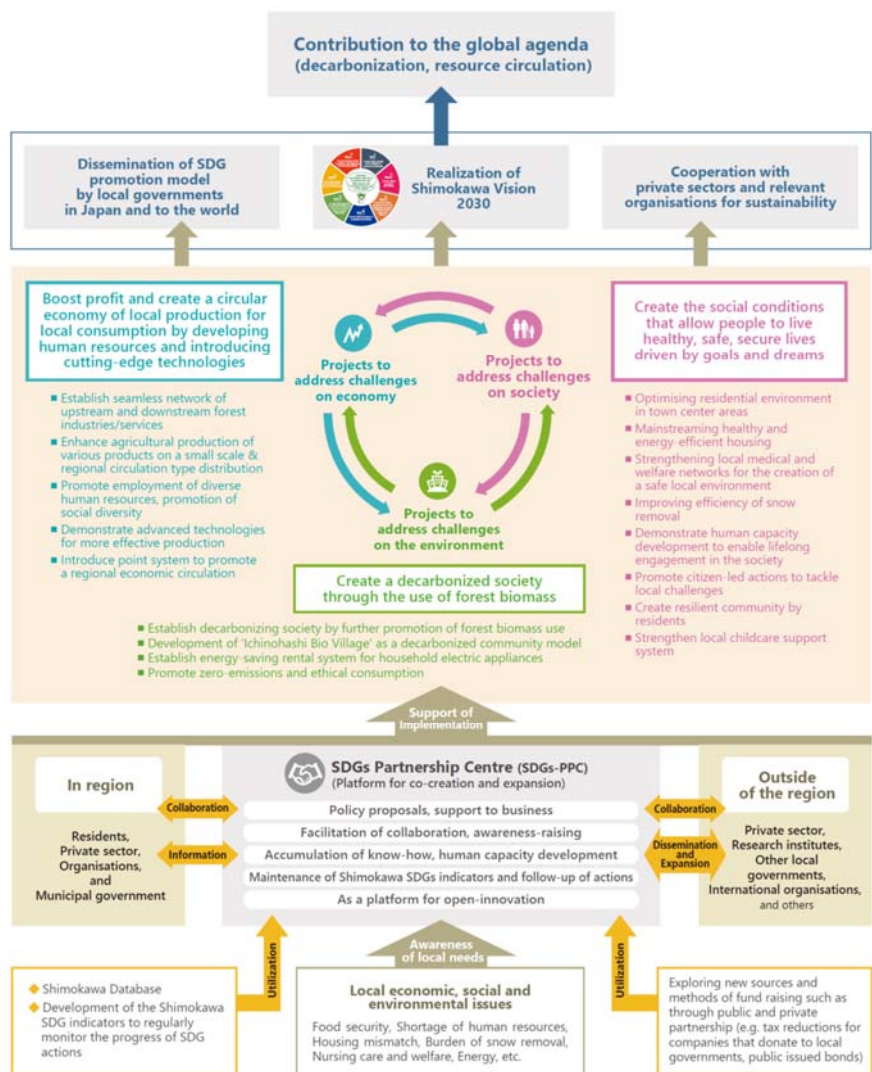 Contribution to the global agenda
(decarbonization, resource circulation)
Dissemination of SDG
promotion model
by local governments
in Japan and to the world
Realization of
Shimokawa Vision
2030
Cooperation with
private sectors and relevant
organisations for sustainability
Boost profit and create a circular
economy of local production for
local consumption by developing
human resources and introducing
cutting-edge technologies
■ Establish seamless network of
upstream and downstream forest
industries/services
■ Enhance agricultural production of
various products on a small scale &
regional circulation type distribution
■ Promote employment of diverse
human resources, promotion of
social diversity
■ Demonstrate advanced technologies
for more effective production
■ Introduce point system to promote
a regional economic circulation
Projects to
address challenges
on economy
Projects to
address challenges
on society
Projects to
address challenges
on the environment
Create a decarbonized society
through the use of forest biomass
■ Establish decarbonizing society by further promotion of forest biomass use
■ Development of 'Ichinohashi Bio Village' as a decarbonized community model
■ Establish energy-saving rental system for household electric appliances
■ Promote zero-emissions and ethical consumption
Create the social conditions
that allow people to live
healthy, safe, secure lives
driven by goals and dreams
■ Optimising residential environment
in town center areas
■ Mainstreaming healthy and
energy-efficient housing
■ Strengthening local medical and
welfare networks for the creation of
a safe local environment
■ Improving efficiency of snow
removal
■ Demonstrate human capacity
development to enable lifelong
engagement in the society
■ Promote citizen-led actions to tackle
local challenges
■ Create resilient community by
residents
■ Strengthen local childcare support
system
Support of
Implementation
In region
Residents,
Private sector,
Organisations,
and
Municipal government
Collaboration
Information
SDGs Partnership Centre (SDGs-PPC)
(Platform for co-creation and expansion)
Policy proposals, support to business
Facilitation of collaboration, awareness-raising
Accumulation of know-how, human capacity development
Maintenance of Shimokawa SDGs indicators and follow-up of actions
As a platform for open-innovation
Collaboration
Dissemination
and
Expansion
Outside
of the region
Private sector,
Research institutes,
Other local
governments,
International organisations,
and others
Utilization
Awareness
of local needs
Utilization
◆ Shimokawa Database
◆ Development of the Shimokawa
SDG indicators to regularly
monitor the progress of SDG
actions
Local economic, social and
environmental issues
Food security, Shortage of human resources,
Housing mismatch, Burden of snow removal,
Nursing care and welfare, Energy, etc.
Exploring new sources and
methods of fund raising such as
through public and private
partnership (e.g. tax reductions for
companies that donate to local
governments, public issued bonds)